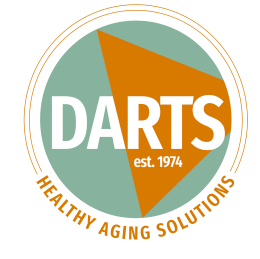 DARTS
est. 1974
HEALTHY AGING SOLUTIONS